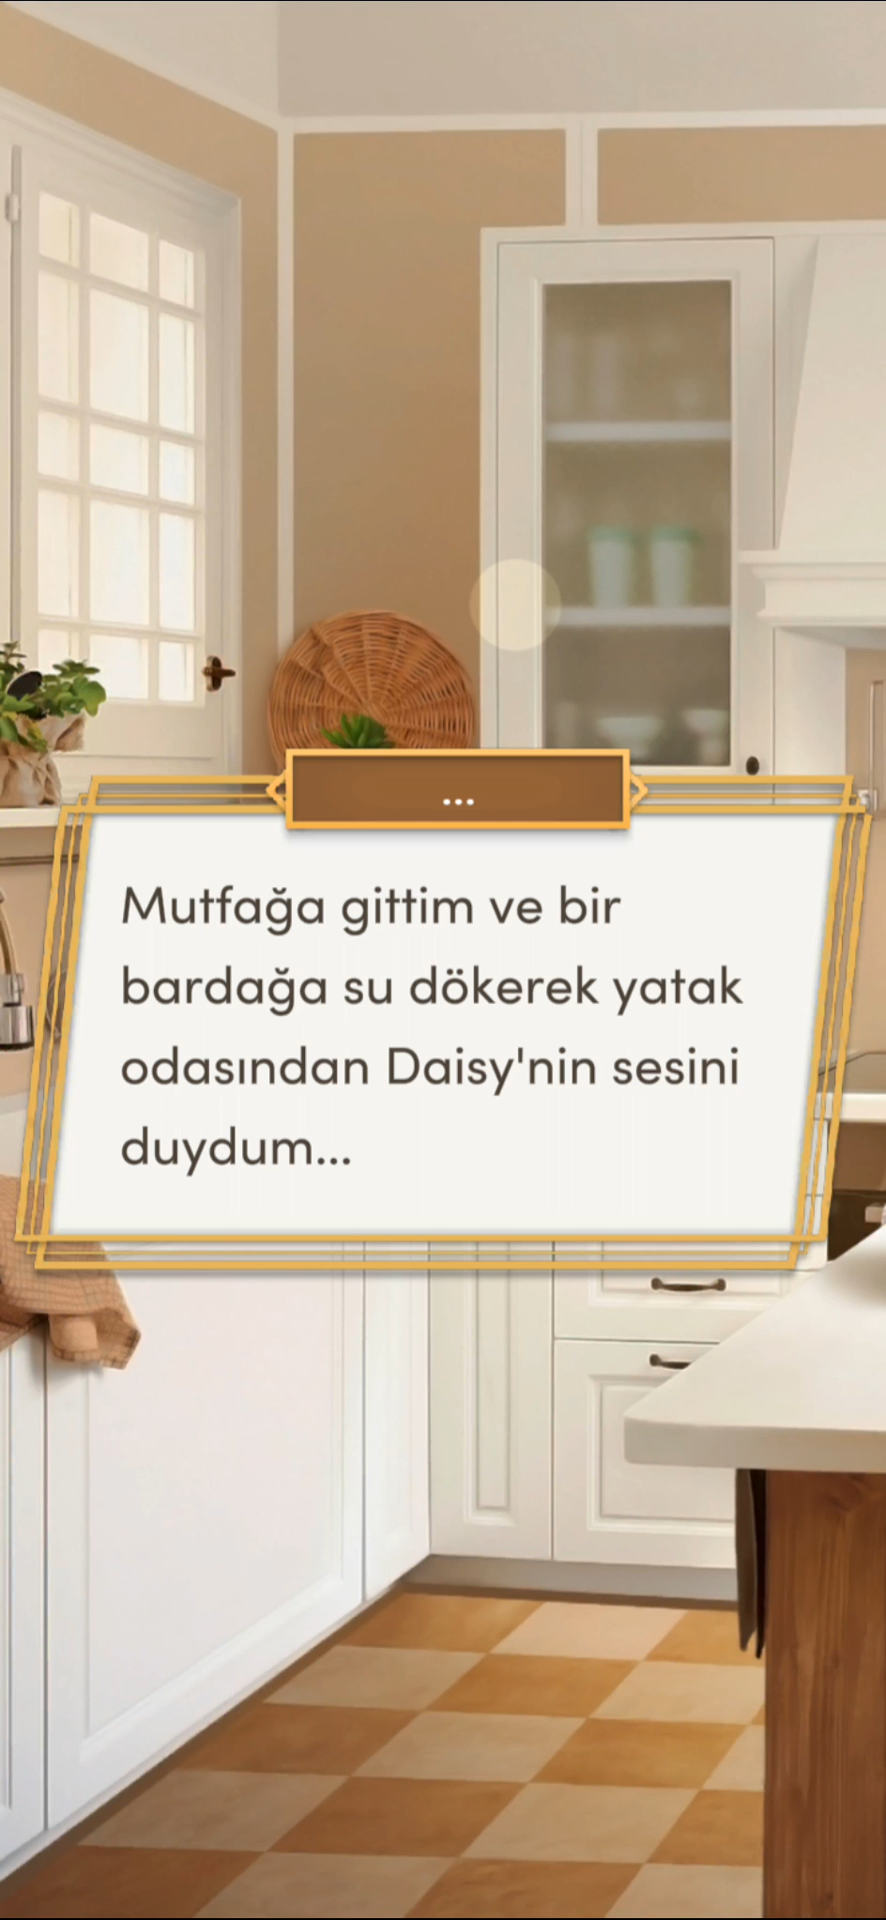 ...
Mutfağa gittim ve bir
bardağa su dökerek yatak
odasından Daisy'nin sesini
duydum...